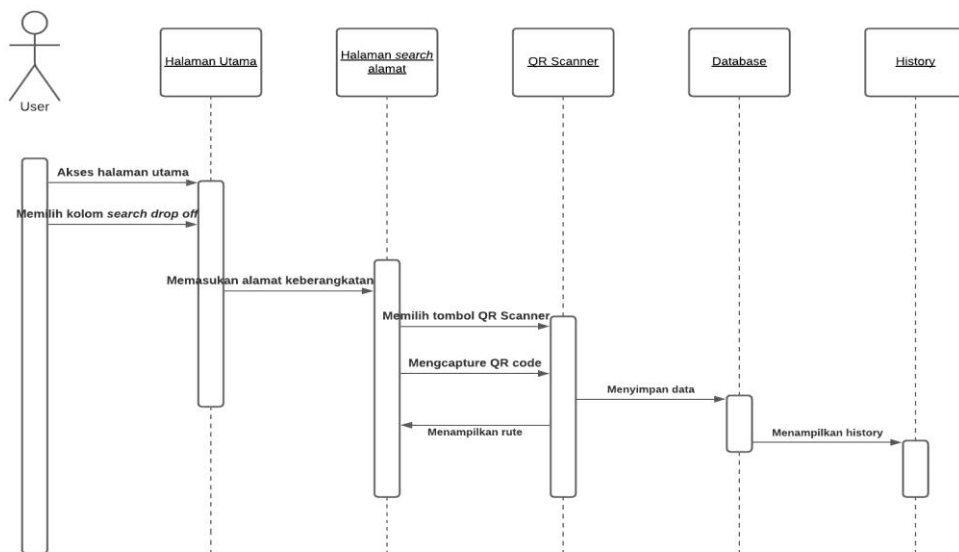 Halaman Utama
Halaman search
alamat
QR Scanner
Database
History
User
Akses halaman utama
Memilih kolom search drop off
Memasukan alamat keberangkatan
Memilih tombol QR Scanner
Mengcapture QR code
Menyimpan data
Menampilkan rute
Menampilkan history